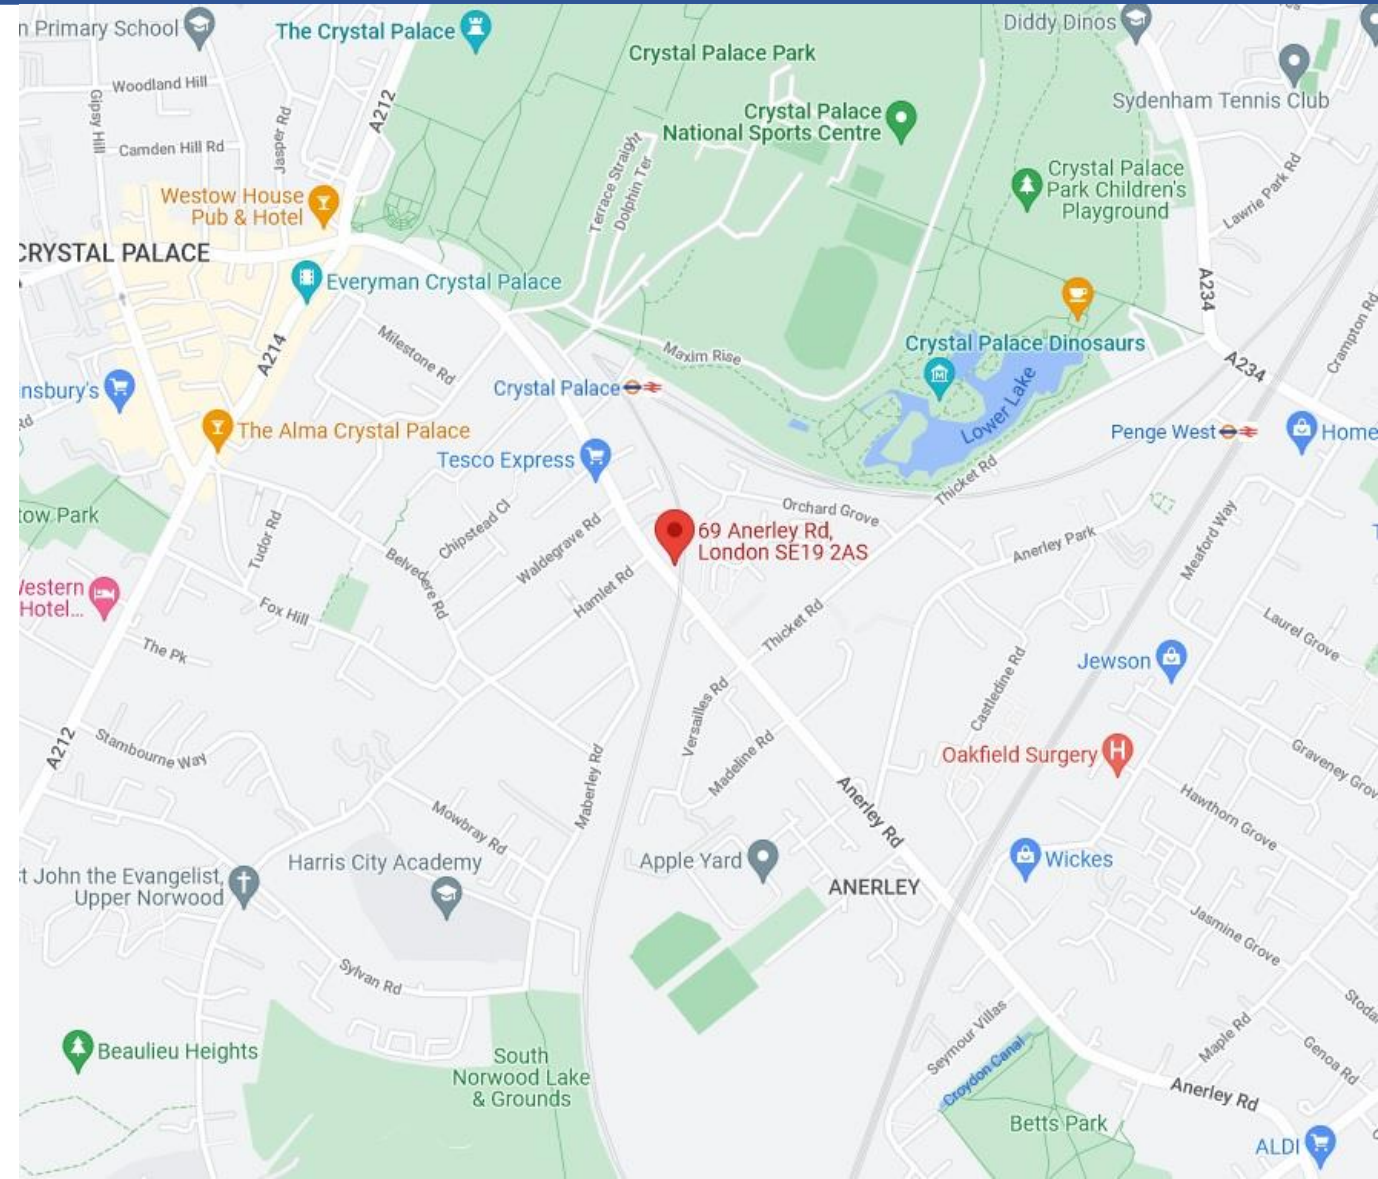 n Primary School
The Crystal Palace
Crystal Palace Park
Diddy Dinos
Woodland Hill
A212
Gipsy Hill
Jasper Rd
Camden Hill Rd
Crystal Palace
National Sports Centre
Sydenham Tennis Club
Terrace Straight
Dolphin Ter
Crystal Palace
Park Children's
Playground
Lawrie Park Rd
Westow House
Pub & Hotel
CRYSTAL PALACE
Everyman Crystal Palace
A234
Crampton Rd
A214
Milestone Rd
Maxim Rise
Crystal Palace Dinosaurs
A234
nsbury's
Crystal Palace
Lower Lake
Rd
The Alma Crystal Palace
Tesco Express
Penge West
Home
Thicket Rd
tow Park
Tudor Rd
Chipstead Cl
Orchard Grove
69 Anerley Rd,
London SE19 2AS
Anerley Park
Meaford Way
Waldegrave Rd
Belvedere Rd
Hamlet Rd
Western
Hotel...
Fox Hill
Thicket Rd
Laurel Grove
The Pk
Jewson
Castledine Rd
Versailles Rd
A212
Stambourne Way
Madeline Rd
Oakfield Surgery
Graveney Grov
Maberley Rd
Anerley Rd
Hawthorn Grove
Mowbray Rd
Harris City Academy
Apple Yard
Wickes
t John the Evangelist,
Upper Norwood
ANERLEY
Jasmine Grove
Sylvan Rd
Stoda
Seymour Villas
Maple Rd
Genoa Rd
Beaulieu Heights
South
Norwood Lake
& Grounds
Croydon Canal
Anerley Rd
Betts Park
ALDI